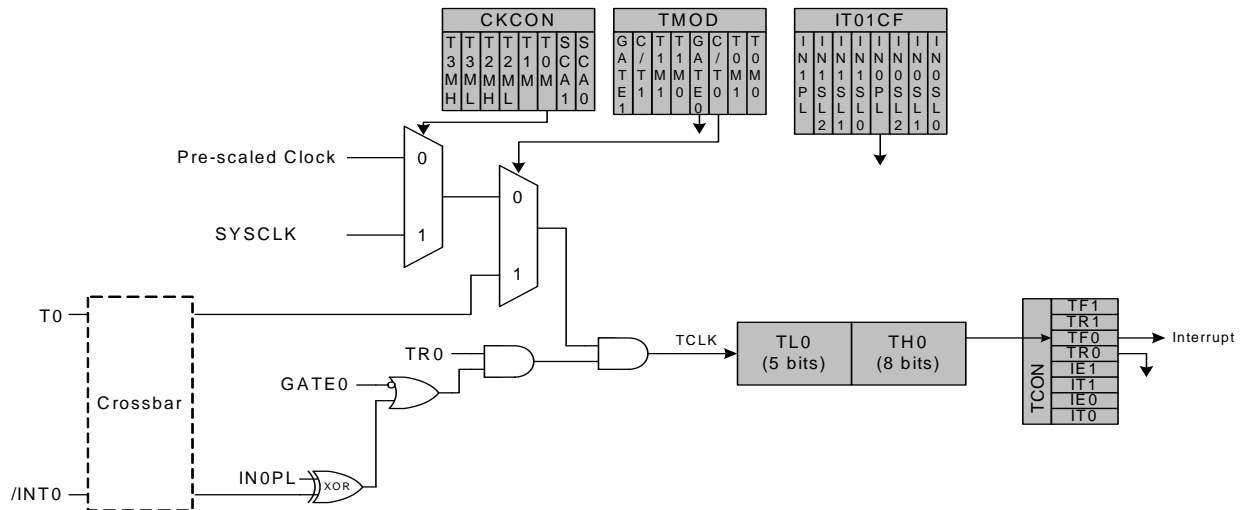 CKCON
T3MH
T3ML
T2MH
T2ML
T1M
T0M
SCA1
SCA0
TMOD
GATE1
C/T1
T1M1
T1M0
GATE0
C/T0
T0M1
T0M0
IT01CF
IN1PL
IN1SL2
IN1SL1
IN1SL0
IN0PL
IN0SL2
IN0SL1
IN0SL0
Pre-scaled Clock
0
SYSCLK
1
0
1
T0
Crossbar
/INT0
TR0
GATE0
IN0PL
XOR
TCLK
TL0
(5 bits)
TH0
(8 bits)
TCON
TF1
TR1
TF0
TR0
IE1
IT1
IE0
IT0
Interrupt